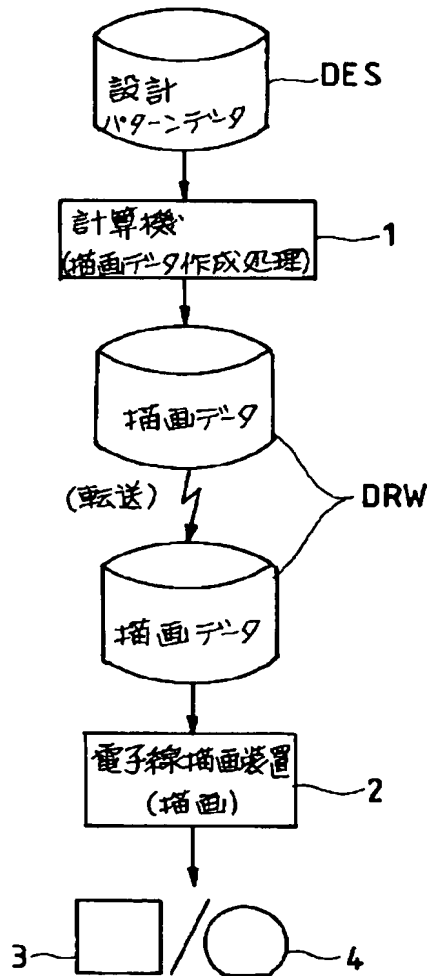 設計
パターンデータ
DES
計算機
(描画データ作成処理)
1
描画データ
(転送)
DRW
描画データ
電子線描画装置
(描画)
2
3
4